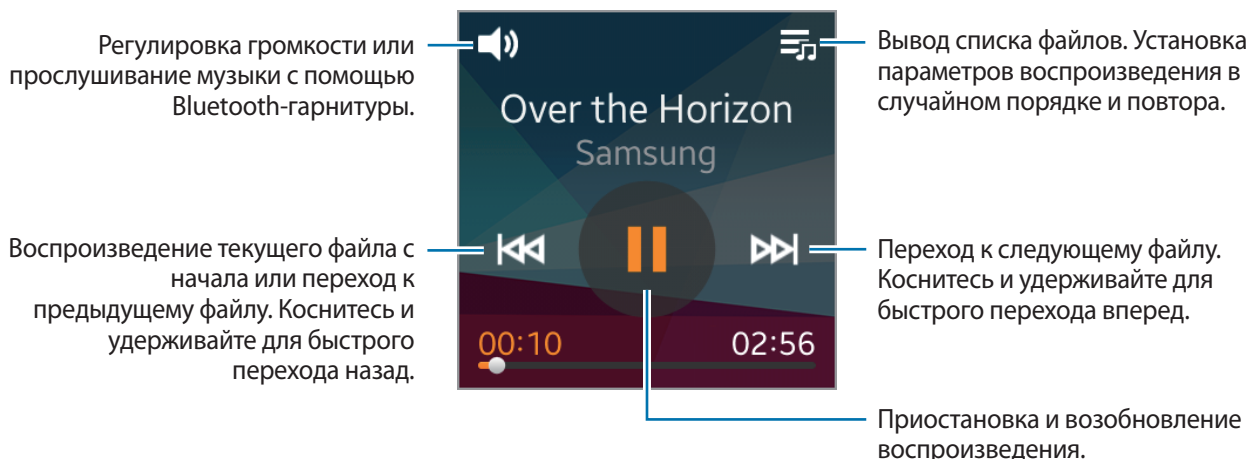 Регулировка громкости или
прослушивание музыки с помощью
Bluetooth-гарнитуры.
Вывод списка файлов. Установка
параметров воспроизведения в
случайном порядке и повтора.
Over the Horizon
Samsung
Воспроизведение текущего файла с
начала или переход к
предыдущему файлу. Коснитесь и
удерживайте для быстрого
перехода назад.
Переход к следующему файлу.
Коснитесь и удерживайте для
быстрого перехода вперед.
00:10
02:56
Приостановка и возобновление
воспроизведения.